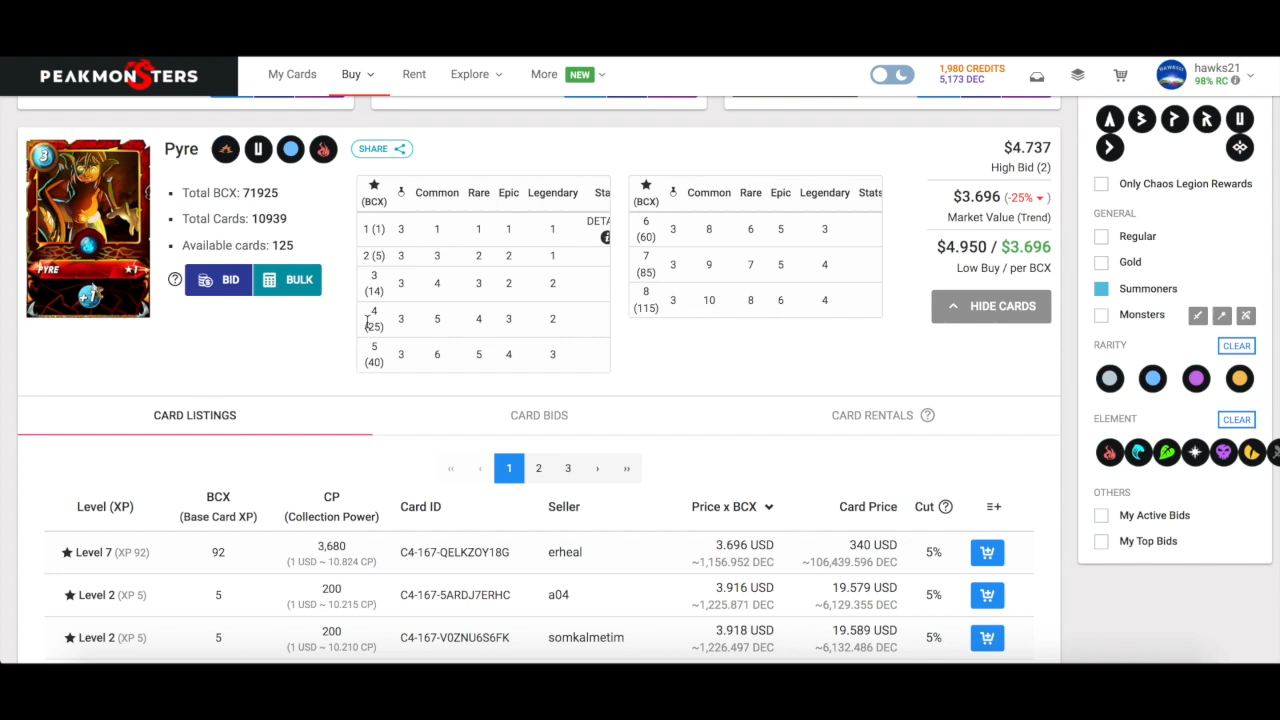 PEAKMONSTERS
My Cards
Buy
Rent
Explore
More NEW
1,980 CREDITS
5,173 DEC
HAWKS21
hawks21
98% RC
3
PYRE
★1
+1
Pyre
SHARE
Total BCX: 71925
Total Cards: 10939
Available cards: 125
BID
BULK
★ (BCX) Common Rare Epic Legendary Sta
1 (1) 3 1 1 1 1 DETA
2 (5) 3 3 2 2 1
3 (14) 3 4 3 2 2
4 (25) 3 5 4 3 2
5 (40) 3 6 5 4 3
★ (BCX) Common Rare Epic Legendary Stats
6 (60) 3 8 6 5 3
7 (85) 3 9 7 5 4
8 (115) 3 10 8 6 4
$4.737
High Bid (2)
$3.696 (-25%)
Market Value (Trend)
$4.950 / $3.696
Low Buy / per BCX
HIDE CARDS
CARD LISTINGS
CARD BIDS
CARD RENTALS
‹‹ ‹ 1 2 3 › ››
Level (XP) BCX (Base Card XP) CP (Collection Power) Card ID Seller Price x BCX Card Price Cut
★ Level 7 (XP 92) 92 3,680 C4-167-QELKZOY18G erheal 3.696 USD 340 USD 5%
(1 USD ~ 10.824 CP) ~1,156.952 DEC ~106,439.596 DEC
★ Level 2 (XP 5) 5 200 C4-167-5ARDJ7ERHC a04 3.916 USD 19.579 USD 5%
(1 USD ~ 10.215 CP) ~1,225.871 DEC ~6,129.355 DEC
★ Level 2 (XP 5) 5 200 C4-167-V0ZNU6S6FK somkalmetim 3.918 USD 19.589 USD 5%
(1 USD ~ 10.210 CP) ~1,226.497 DEC ~6,132.486 DEC
Only Chaos Legion Rewards
GENERAL
Regular
Gold
Summoners
Monsters
RARITY CLEAR
ELEMENT CLEAR
OTHERS
My Active Bids
My Top Bids